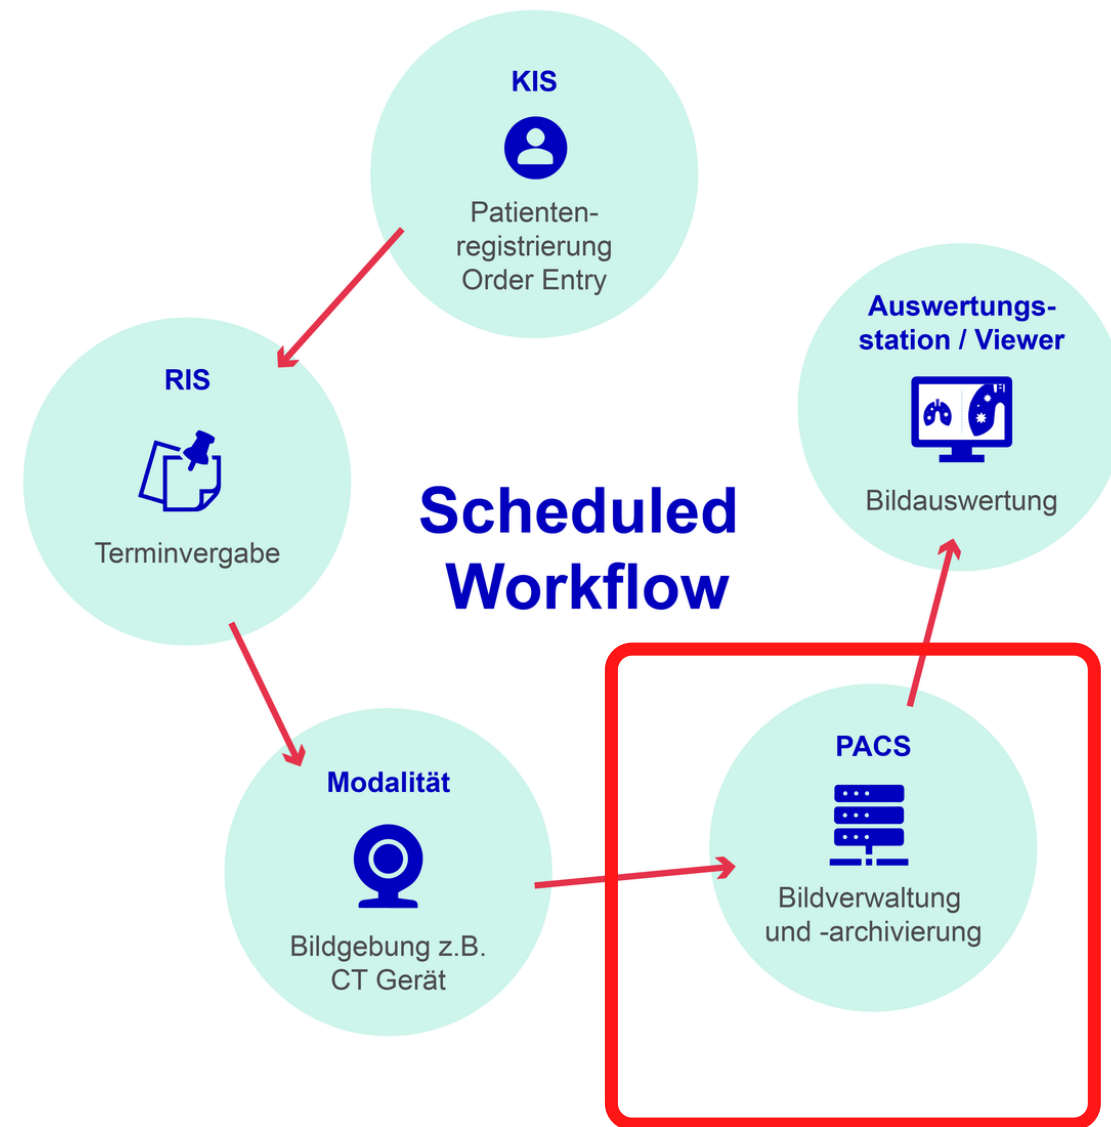 KIS
Patienten-
registrierung
Order Entry
Auswertungs-
station / Viewer
Bildauswertung
RIS
Terminvergabe
Scheduled
Workflow
Modalität
Bildgebung z.B.
CT Gerät
PACS
Bildverwaltung
und -archivierung